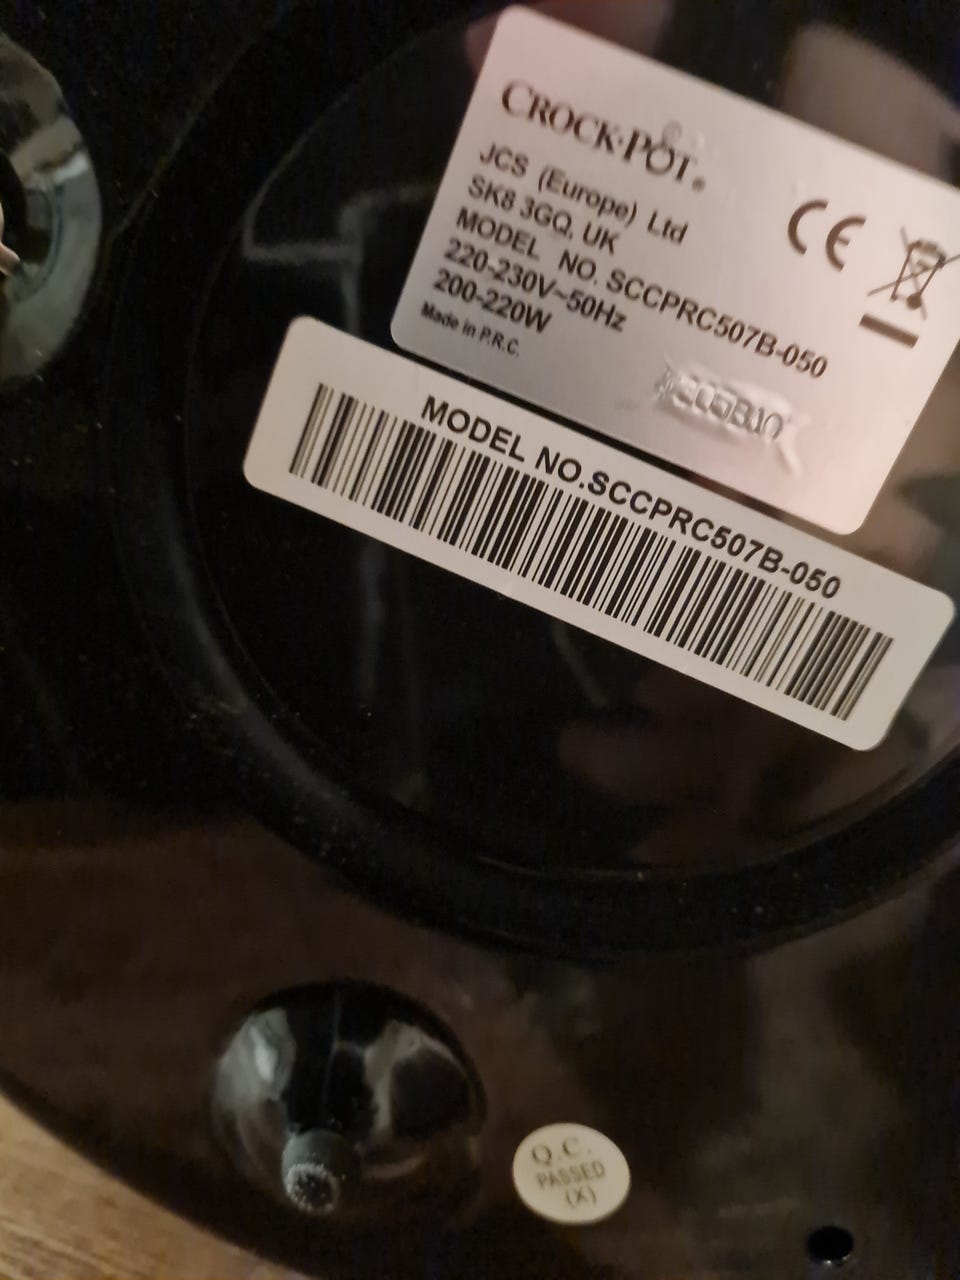 CROCK·POT®
JCS (Europe) Ltd
SK8 3GQ, UK
MODEL NO. SCCPRC507B-050
220-230V~50Hz
200-220W
Made in P.R.C.
CE
MODEL NO.SCCPRC507B-050
Q.C.
PASSED
(X)